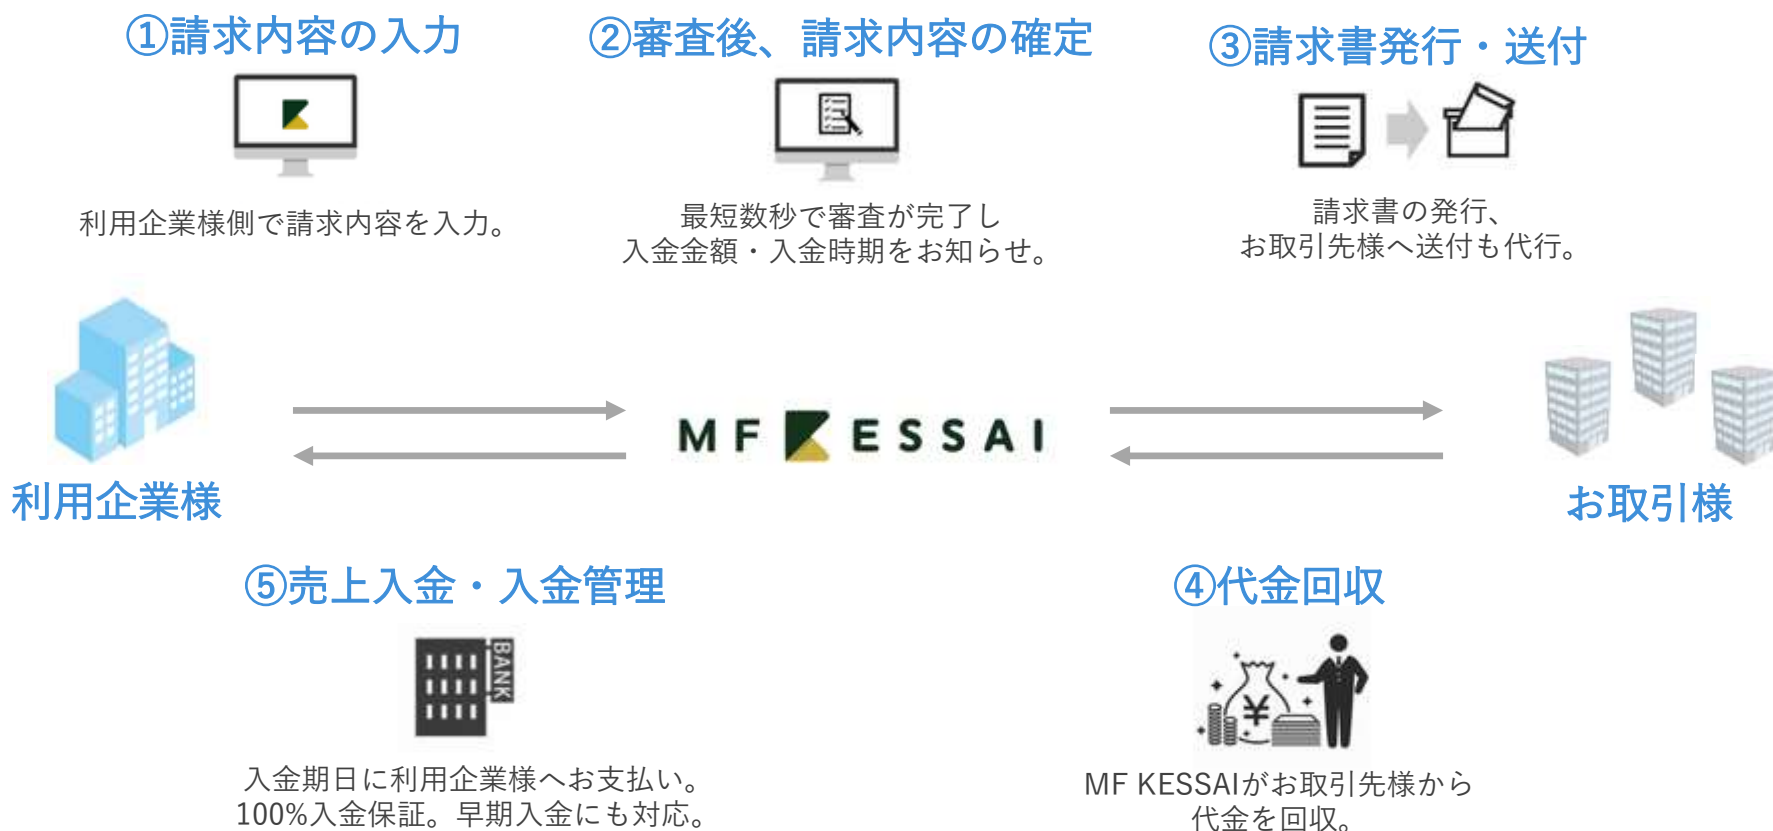 ①請求内容の入力
利用企業様側で請求内容を入力。
②審査後、請求内容の確定
最短数秒で審査が完了し
入金金額・入金時期をお知らせ。
③請求書発行・送付
請求書の発行、
お取引先様へ送付も代行。
利用企業様
MF KESSAI
お取引様
⑤売上入金・入金管理
BANK
入金期日に利用企業様へお支払い。
100%入金保証。早期入金にも対応。
④代金回収
¥
MF KESSAIがお取引先様から
代金を回収。